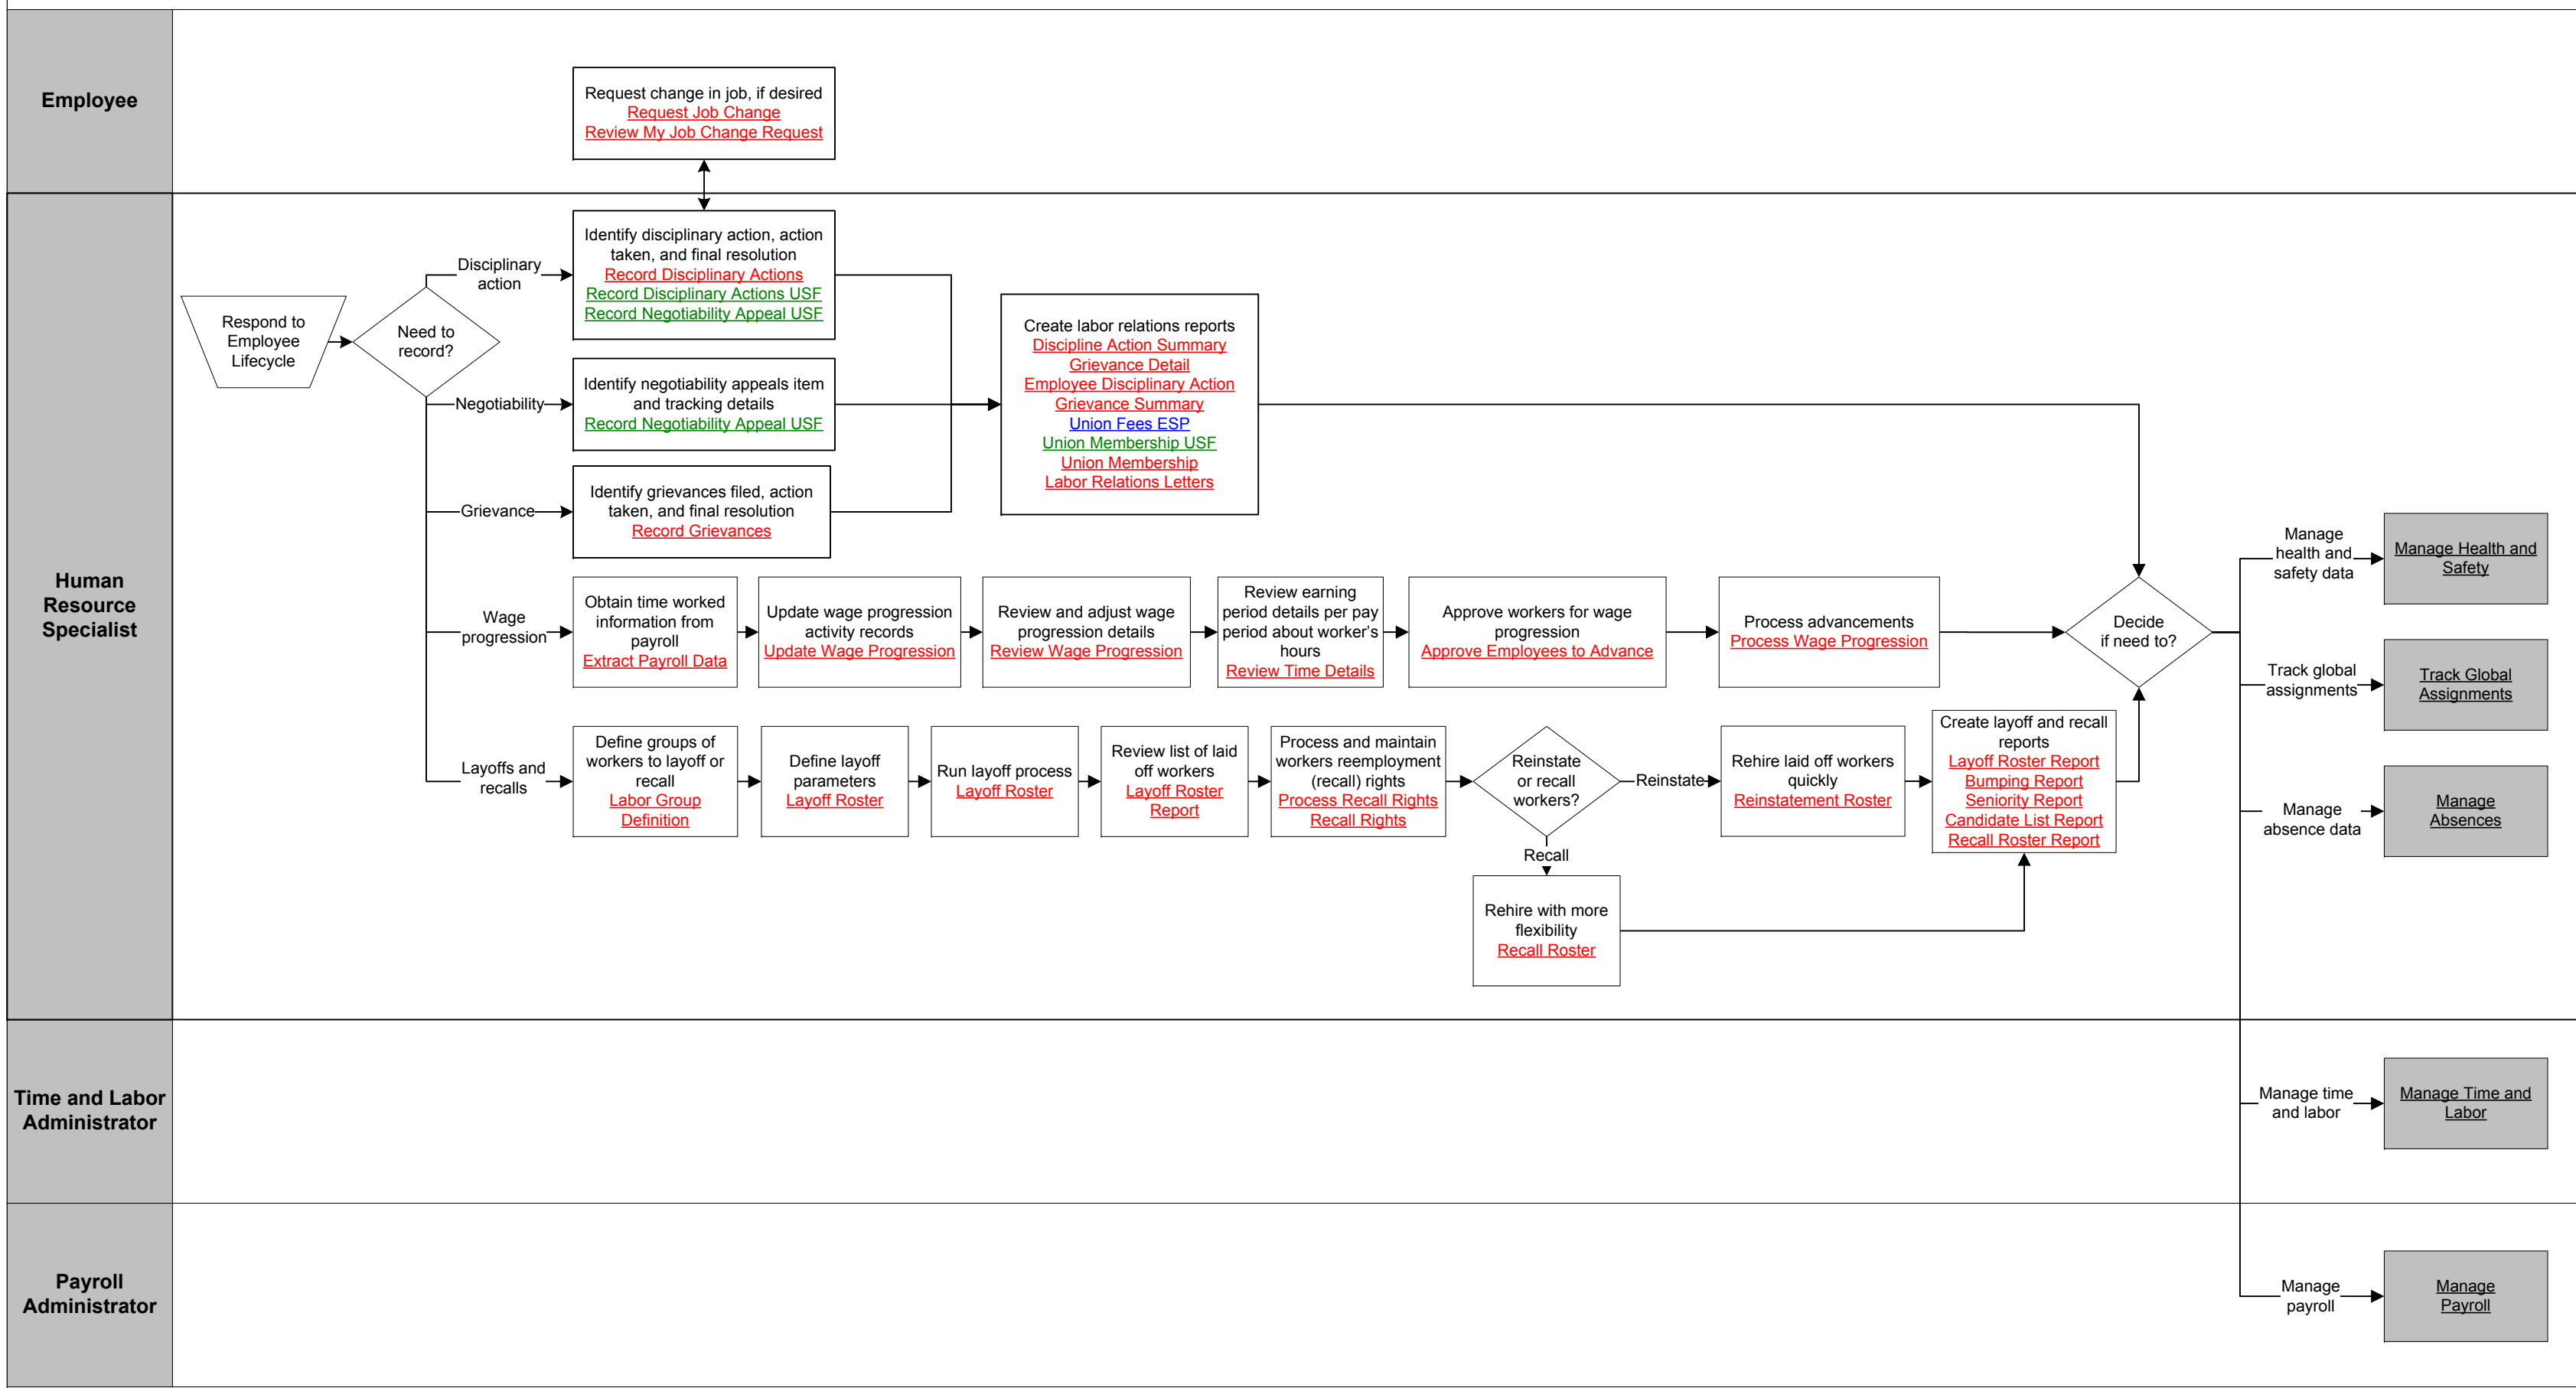 Employee
Request change in job, if desired
Request Job Change
Review My Job Change Request
Human
Resource
Specialist
Respond to
Employee
Lifecycle
Need to
record?
Disciplinary
action
Identify disciplinary action, action
taken, and final resolution
Record Disciplinary Actions
Record Disciplinary Actions USF
Record Negotiability Appeal USF
Negotiability
Identify negotiability appeals item
and tracking details
Record Negotiability Appeal USF
Grievance
Identify grievances filed, action
taken, and final resolution
Record Grievances
Create labor relations reports
Discipline Action Summary
Grievance Detail
Employee Disciplinary Action
Grievance Summary
Union Fees ESP
Union Membership USF
Union Membership
Labor Relations Letters
Wage
progression
Obtain time worked
information from
payroll
Extract Payroll Data
Update wage progression
activity records
Update Wage Progression
Review and adjust wage
progression details
Review Wage Progression
Review earning
period details per pay
period about worker's
hours
Review Time Details
Approve workers for wage
progression
Approve Employees to Advance
Process advancements
Process Wage Progression
Decide
if need to?
Layoffs and
recalls
Define groups of
workers to layoff or
recall
Labor Group
Definition
Define layoff
parameters
Layoff Roster
Run layoff process
Layoff Roster
Review list of laid
off workers
Layoff Roster
Report
Process and maintain
workers reemployment
(recall) rights
Process Recall Rights
Recall Rights
Reinstate
or recall
workers?
Reinstate
Rehire laid off workers
quickly
Reinstatement Roster
Create layoff and recall
reports
Layoff Roster Report
Bumping Report
Seniority Report
Candidate List Report
Recall Roster Report
Recall
Rehire with more
flexibility
Recall Roster
Manage
health and
safety data
Manage Health and
Safety
Track global
assignments
Track Global
Assignments
Manage
absence data
Manage
Absences
Time and Labor
Administrator
Manage time
and labor
Manage Time and
Labor
Payroll
Administrator
Manage
payroll
Manage
Payroll